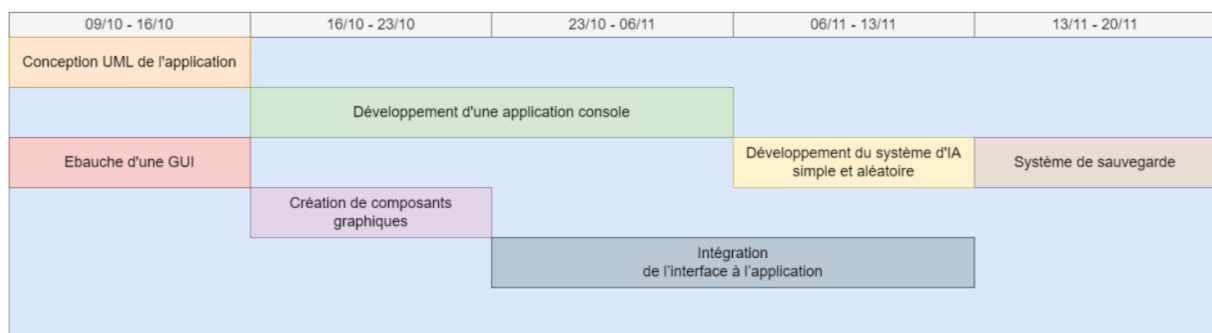 09/10 - 16/10
16/10 - 23/10
23/10 - 06/11
06/11 - 13/11
13/11 - 20/11
Conception UML de l'application
Développement d'une application console
Ebauche d'une GUI
Développement du système d'IA
simple et aléatoire
Système de sauvegarde
Création de composants
graphiques
Intégration
de l’interface à l’application